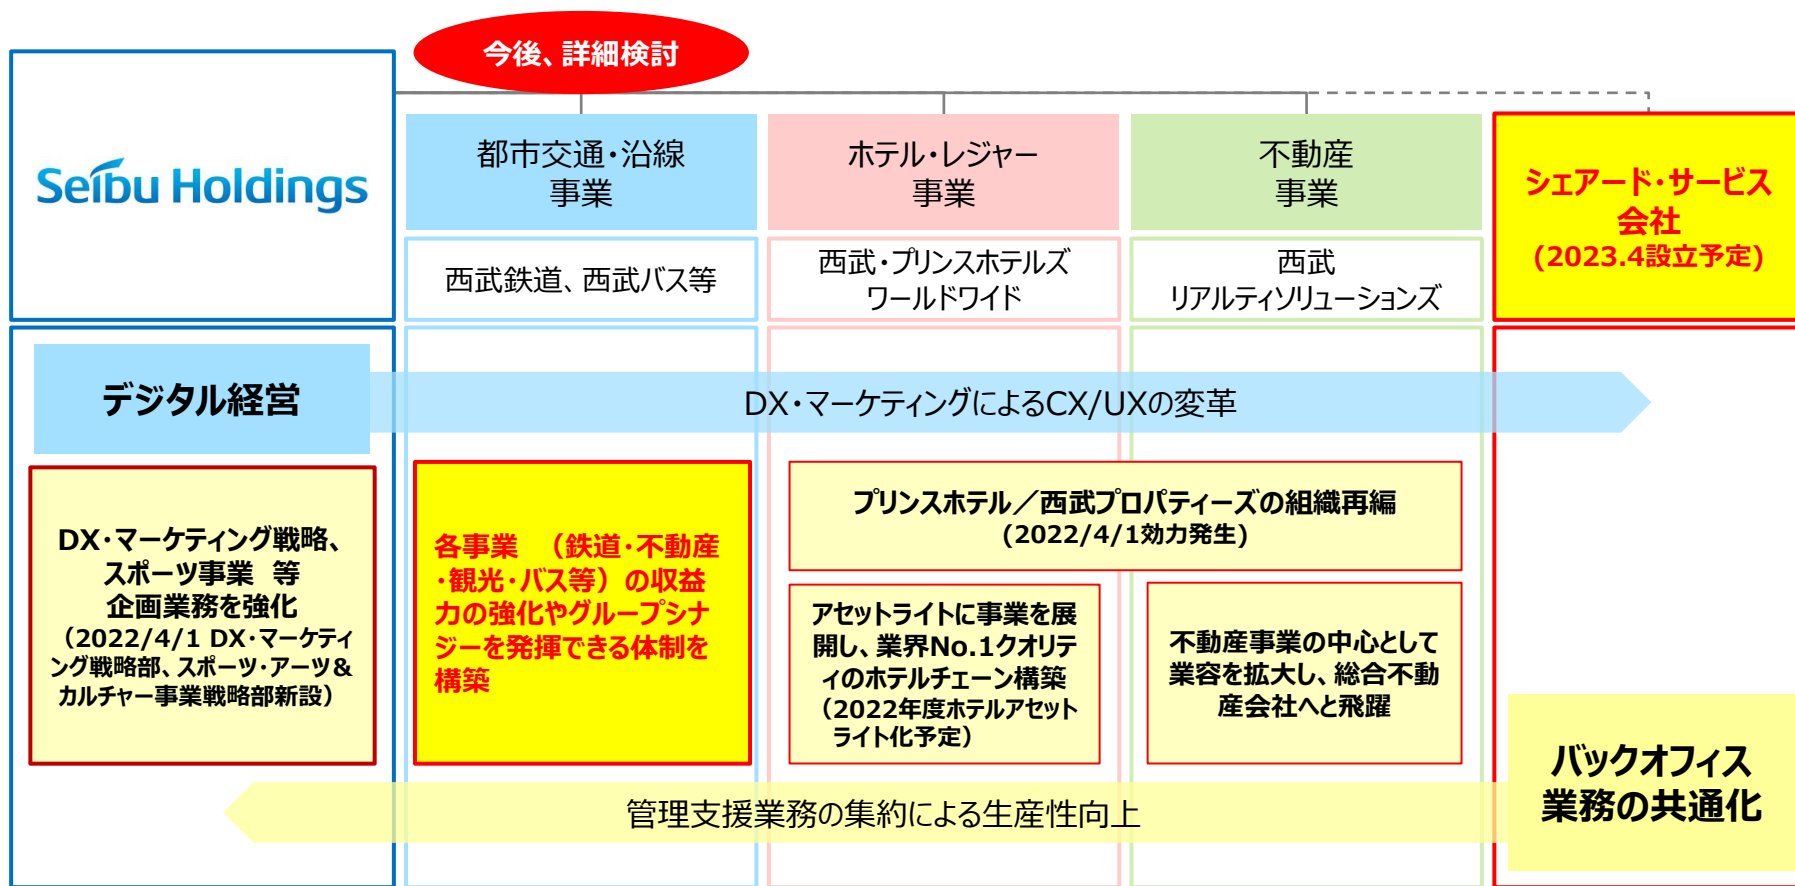 今後、詳細検討
Seibu Holdings
都市交通・沿線
事業
ホテル・レジャー
事業
不動産
事業
シェアード・サービス
会社
(2023.4設立予定)
西武鉄道、西武バス等
西武・プリンスホテルズ
ワールドワイド
西武
リアルティソリューションズ
デジタル経営
DX・マーケティングによるCX/UXの変革
DX・マーケティング戦略、
スポーツ事業 等
企画業務を強化
（2022/4/1 DX・マーケティ
ング戦略部、スポーツ・アーツ&
カルチャー事業戦略部新設）
各事業 （鉄道・不動産
・観光・バス等）の収益
力の強化やグループシナ
ジーを発揮できる体制を
構築
プリンスホテル／西武プロパティーズの組織再編
(2022/4/1効力発生)
アセットライトに事業を展
開し、業界No.1クオリテ
ィのホテルチェーン構築
（2022年度ホテルアセット
ライト化予定）
不動産事業の中心として
業容を拡大し、総合不動
産会社へと飛躍
バックオフィス
業務の共通化
管理支援業務の集約による生産性向上